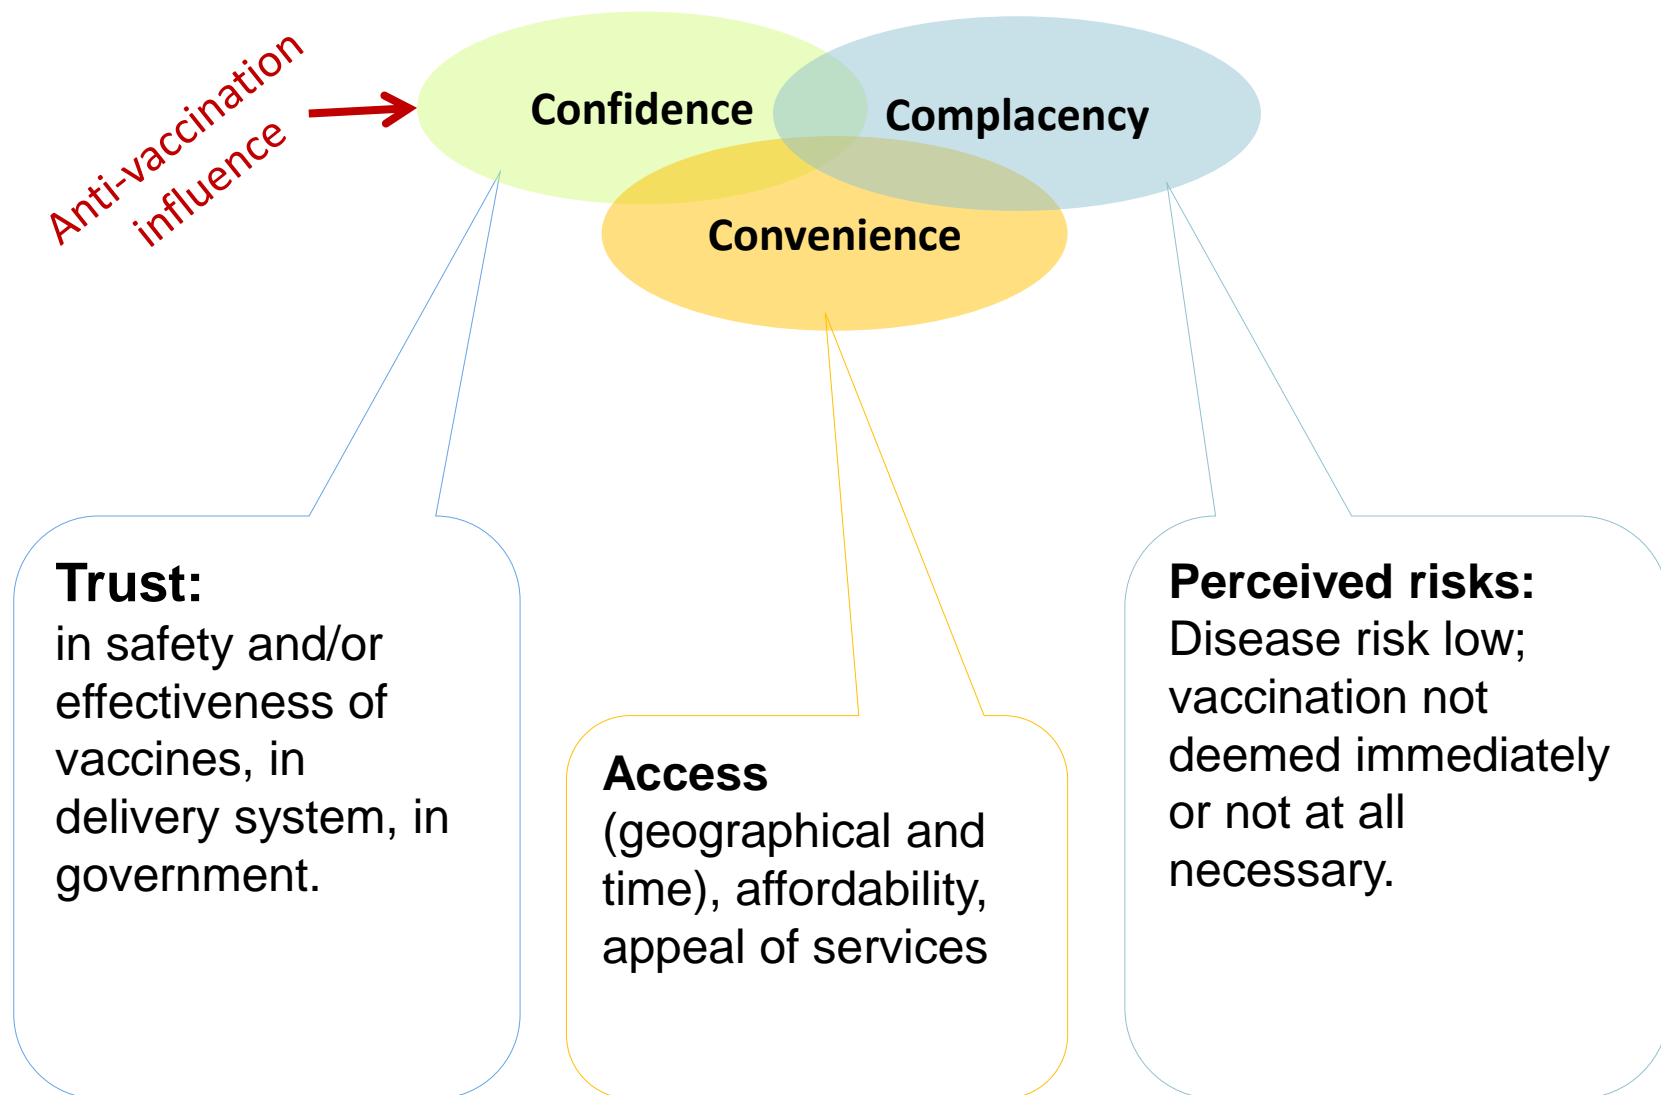 Anti-vaccination
influence
Confidence
Complacency
Convenience
Trust:
in safety and/or
effectiveness of
vaccines, in
delivery system, in
government.
Access
(geographical and
time), affordability,
appeal of services
Perceived risks:
Disease risk low;
vaccination not
deemed immediately
or not at all
necessary.